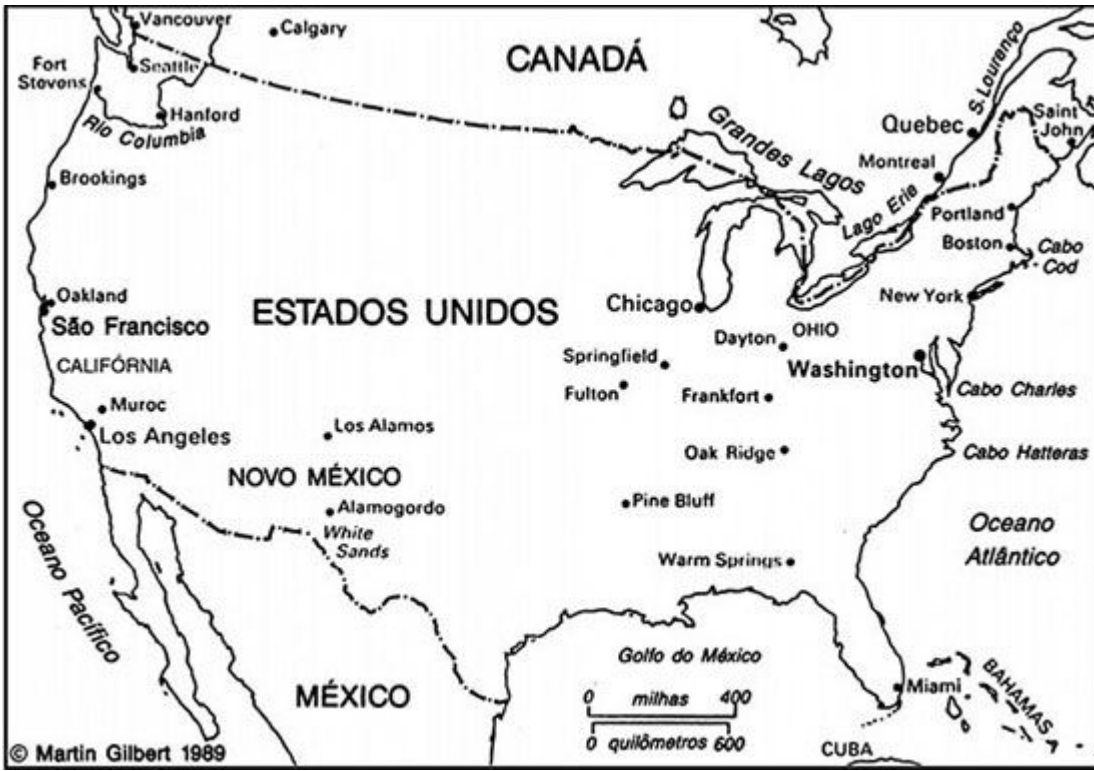 Vancouver
Calgary
CANADÁ
Fort
Stevens
Seattle
Hanford
Rio Columbia
Brookings
Grandes Lagos
S. Lourenço
Quebec
Saint
John
Montreal
Lago Erie
Portland
Boston
Cabo
Cod
Oakland
São Francisco
CALIFÓRNIA
ESTADOS UNIDOS
Chicago
New York
Dayton
OHIO
Springfield
Washington
Fulton
Frankfort
Cabo Charles
Muroc
Los Angeles
Los Alamos
Oak Ridge
Cabo Hatteras
NOVO MÉXICO
Alamogordo
White
Sands
Pine Bluff
Oceano
Atlântico
Warm Springs
Oceano Pacífico
Golfo do México
MÉXICO
0 milhas 400
0 quilômetros 600
Miami
BAHAMAS
CUBA
© Martin Gilbert 1989